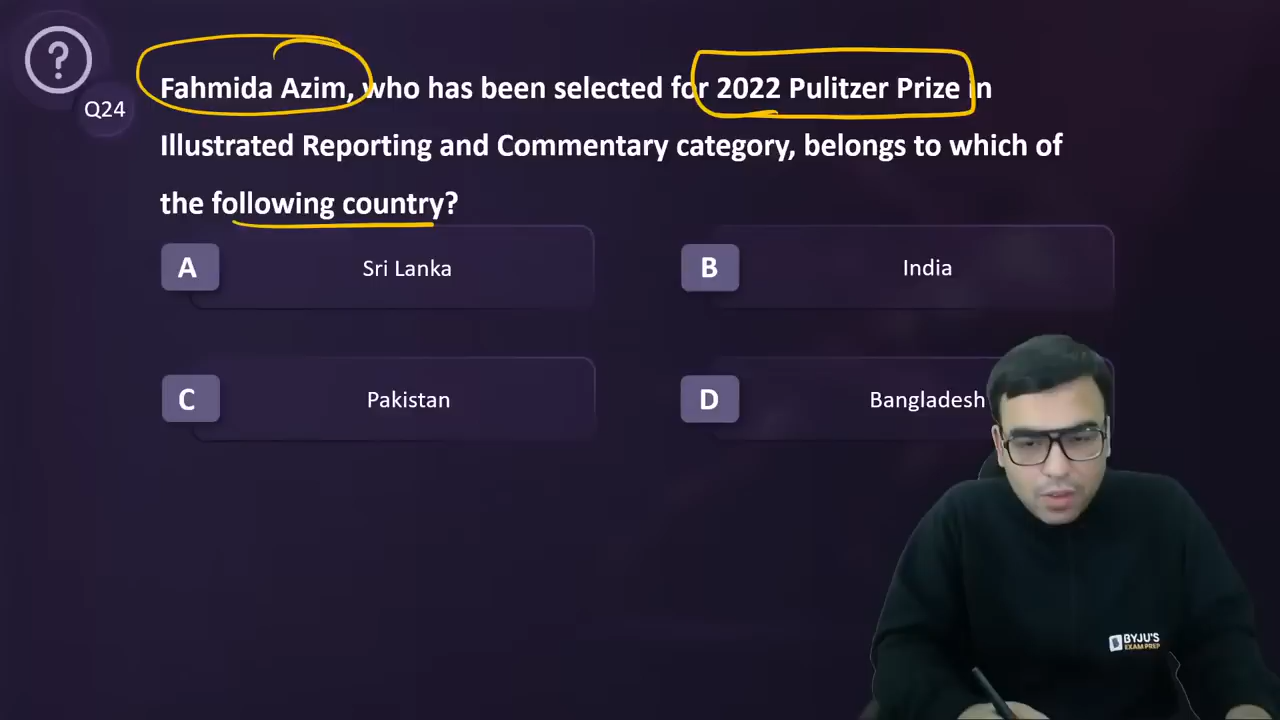 ?
Q24
Fahmida Azim, who has been selected for 2022 Pulitzer Prize in
Illustrated Reporting and Commentary category, belongs to which of
the following country?
A Sri Lanka
B India
C Pakistan
D Bangladesh
BYJU'S
EXAM PREP